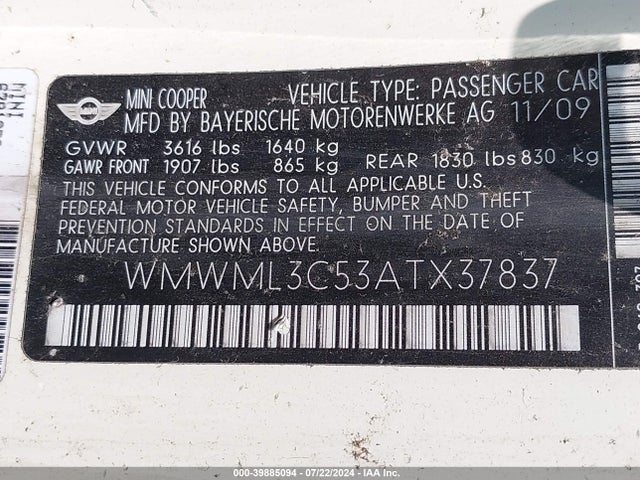 MINI
MINI COOPER VEHICLE TYPE: PASSENGER CAR
MFD BY BAYERISCHE MOTORENWERKE AG 11/09
GVWR 3616 lbs 1640 kg
GAWR FRONT 1907 lbs 865 kg REAR 1830 lbs 830 kg
THIS VEHICLE CONFORMS TO ALL APPLICABLE U.S.
FEDERAL MOTOR VEHICLE SAFETY, BUMPER AND THEFT
PREVENTION STANDARDS IN EFFECT ON THE DATE OF
MANUFACTURE SHOWN ABOVE.
WMWML3C53ATX37837
000-39885094 - 07/22/2024 - IAA Inc.